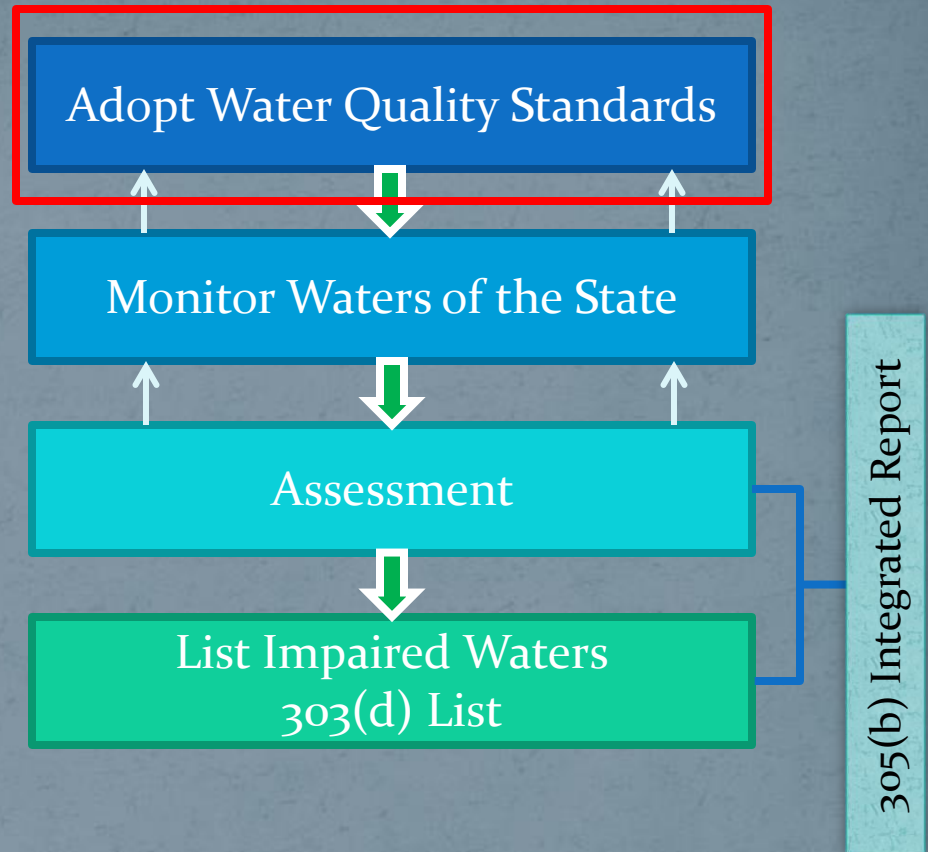 Adopt Water Quality Standards
Monitor Waters of the State
Assessment
List Impaired Waters
303(d) List
305(b) Integrated Report